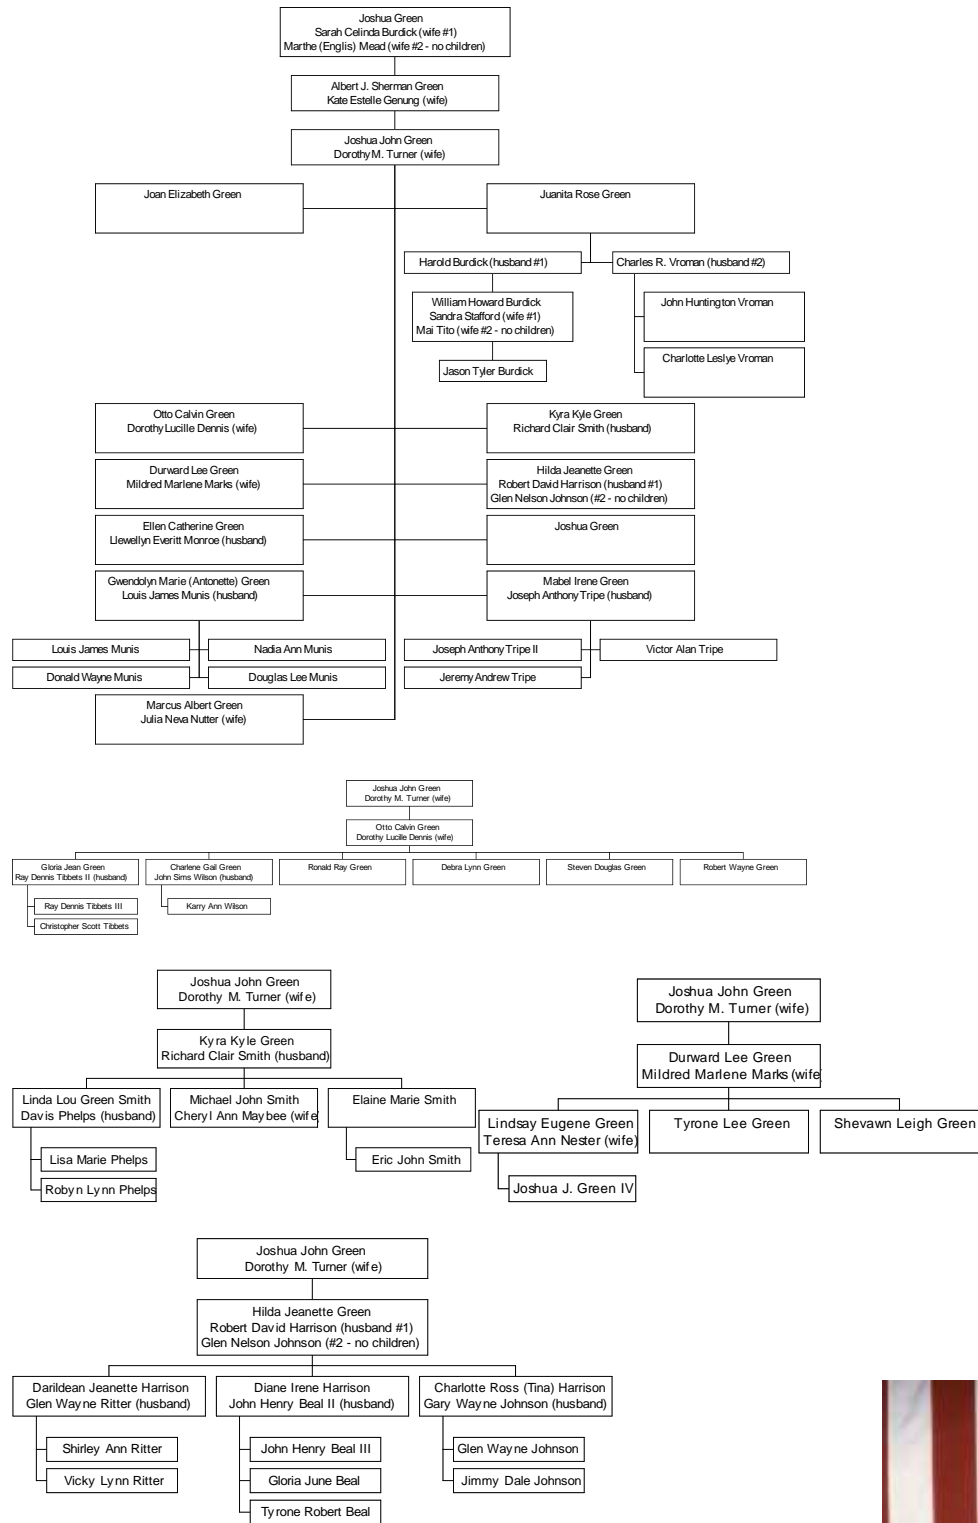 Joshua Green
Sarah Celinda Burdick (wife #1)
Marthe (Englis) Mead (wife #2 - no children)
Albert J. Sherman Green
Kate Estelle Genung (wife)
Joshua John Green
Dorothy M. Turner (wife)
Joan Elizabeth Green
Juanita Rose Green
Harold Burdick (husband #1)
Charles R. Vroman (husband #2)
William Howard Burdick
Sandra Stafford (wife #1)
Mai Tito (wife #2 - no children)
Jason Tyler Burdick
John Huntington Vroman
Charlotte Leslye Vroman
Otto Calvin Green
Dorothy Lucille Dennis (wife)
Kyra Kyle Green
Richard Clair Smith (husband)
Durward Lee Green
Mildred Marlene Marks (wife)
Hilda Jeanette Green
Robert David Harrison (husband #1)
Glen Nelson Johnson (#2 - no children)
Ellen Catherine Green
Llewellyn Everitt Monroe (husband)
Joshua Green
Gwendolyn Marie (Antonette) Green
Louis James Munis (husband)
Mabel Irene Green
Joseph Anthony Tripe (husband)
Louis James Munis
Nadia Ann Munis
Joseph Anthony Tripe II
Victor Alan Tripe
Donald Wayne Munis
Douglas Lee Munis
Jeremy Andrew Tripe
Marcus Albert Green
Julia Neva Nutter (wife)
Joshua John Green
Dorothy M. Turner (wife)
Otto Calvin Green
Dorothy Lucille Dennis (wife)
Gloria Jean Green
Ray Dennis Tibbets II (husband)
Charlene Gail Green
John Sims Wilson (husband)
Ronald Ray Green
Debra Lynn Green
Steven Douglas Green
Robert Wayne Green
Ray Dennis Tibbets III
Christopher Scott Tibbets
Karry Ann Wilson
Joshua John Green
Dorothy M. Turner (wife)
Kyra Kyle Green
Richard Clair Smith (husband)
Linda Lou Green Smith
Davis Phelps (husband)
Michael John Smith
Cheryl Ann Maybee (wife)
Elaine Marie Smith
Lisa Marie Phelps
Robyn Lynn Phelps
Eric John Smith
Joshua John Green
Dorothy M. Turner (wife)
Durward Lee Green
Mildred Marlene Marks (wife)
Lindsay Eugene Green
Teresa Ann Nester (wife)
Tyrone Lee Green
Shevawn Leigh Green
Joshua J. Green IV
Joshua John Green
Dorothy M. Turner (wife)
Hilda Jeanette Green
Robert David Harrison (husband #1)
Glen Nelson Johnson (#2 - no children)
Darildean Jeanette Harrison
Glen Wayne Ritter (husband)
Diane Irene Harrison
John Henry Beal II (husband)
Charlotte Ross (Tina) Harrison
Gary Wayne Johnson (husband)
Shirley Ann Ritter
Vicky Lynn Ritter
John Henry Beal III
Gloria June Beal
Tyrone Robert Beal
Glen Wayne Johnson
Jimmy Dale Johnson